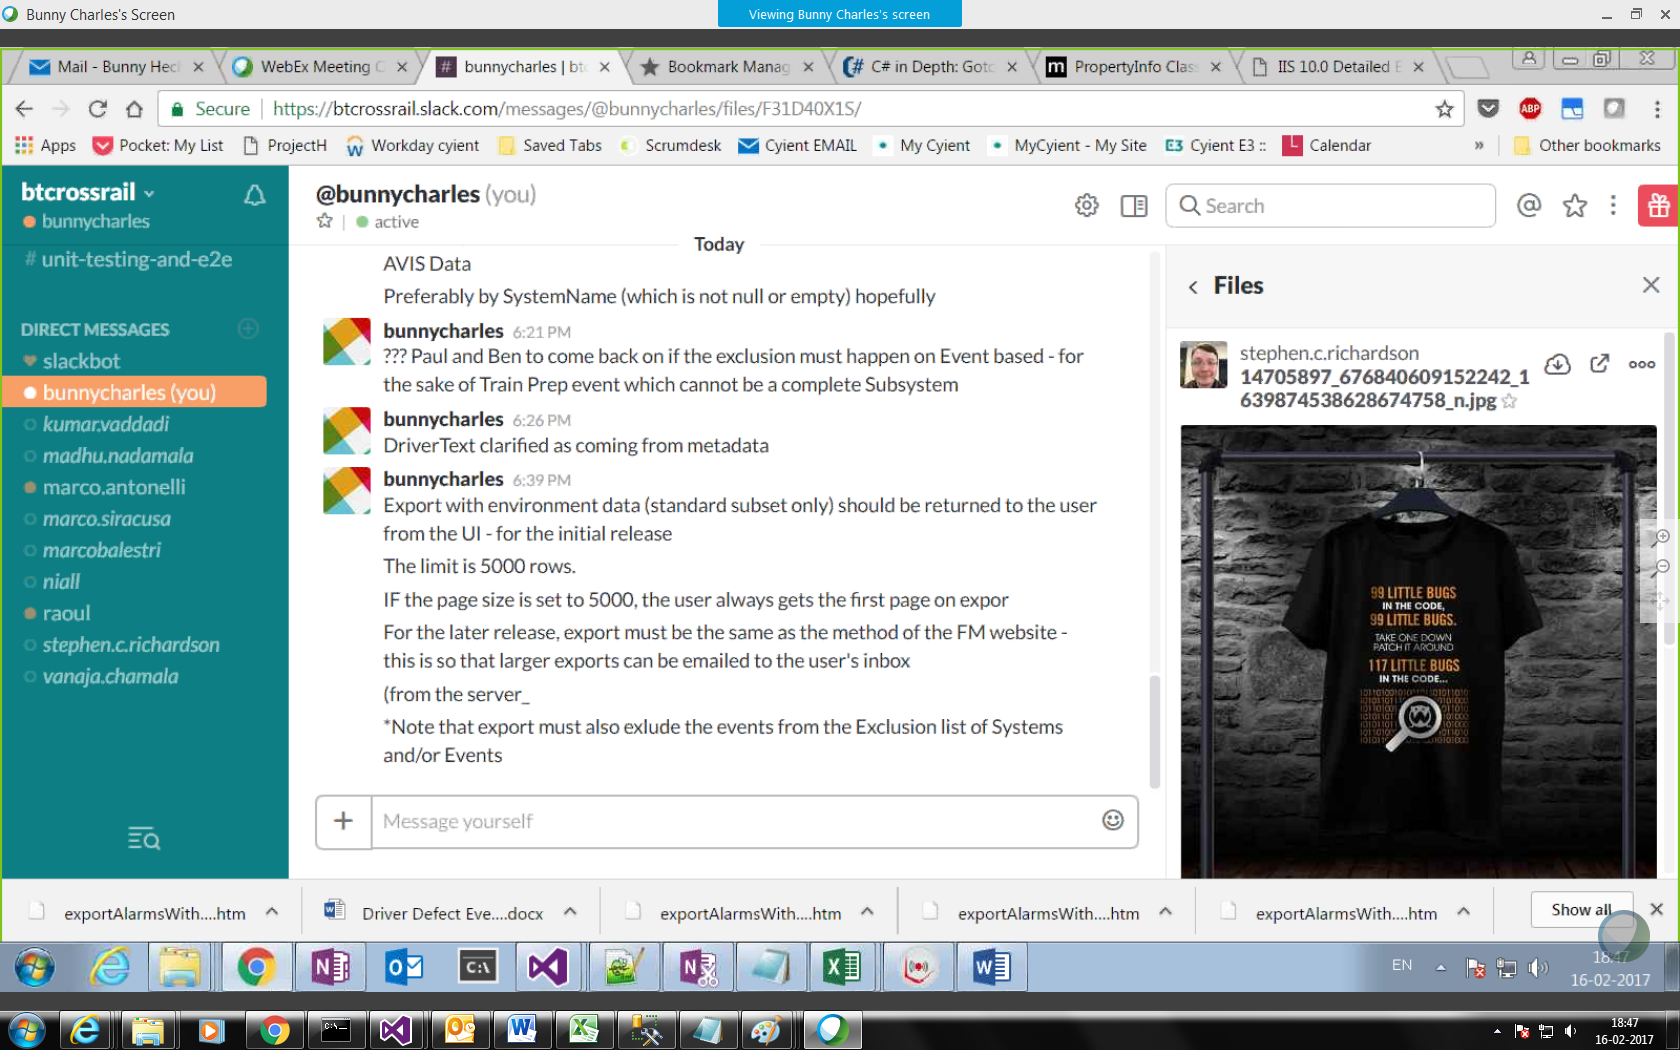 Bunny Charles's Screen
Viewing Bunny Charles's screen
Mail - Bunny Hec
WebEx Meeting C
bunnycharles | bt
Bookmark Manag
C# in Depth: Gotc
PropertyInfo Clas
IIS 10.0 Detailed E
Secure
https://btcrossrail.slack.com/messages/@bunnycharles/files/F31D40X1S/
ABP
Apps
Pocket: My List
ProjectH
Workday cyient
Saved Tabs
Scrumdesk
Cyient EMAIL
My Cyient
MyCyient - My Site
E3 Cyient E3 ::
Calendar
»
Other bookmarks
btcrossrail
bunnycharles
# unit-testing-and-e2e
DIRECT MESSAGES
slackbot
bunnycharles (you)
kumar.vaddadi
madhu.nadamala
marco.antonelli
marco.siracusa
marcobalestri
niall
raoul
stephen.c.richardson
vanaja.chamala
@bunnycharles (you)
active
Search
Today
AVIS Data
Preferably by SystemName (which is not null or empty) hopefully
bunnycharles 6:21 PM
??? Paul and Ben to come back on if the exclusion must happen on Event based - for
the sake of Train Prep event which cannot be a complete Subsystem
bunnycharles 6:26 PM
DriverText clarified as coming from metadata
bunnycharles 6:39 PM
Export with environment data (standard subset only) should be returned to the user
from the UI - for the initial release
The limit is 5000 rows.
IF the page size is set to 5000, the user always gets the first page on expor
For the later release, export must be the same as the method of the FM website -
this is so that larger exports can be emailed to the user's inbox
(from the server_
*Note that export must also exlude the events from the Exclusion list of Systems
and/or Events
Message yourself
Files
stephen.c.richardson
14705897_676840609152242_1
639874538628674758_n.jpg
99 LITTLE BUGS
IN THE CODE,
99 LITTLE BUGS.
TAKE ONE DOWN
PATCH IT AROUND
117 LITTLE BUGS
IN THE CODE...
exportAlarmsWith....htm
Driver Defect Eve....docx
exportAlarmsWith....htm
exportAlarmsWith....htm
exportAlarmsWith....htm
Show all
EN
18:47
16-02-2017
18:47
16-02-2017